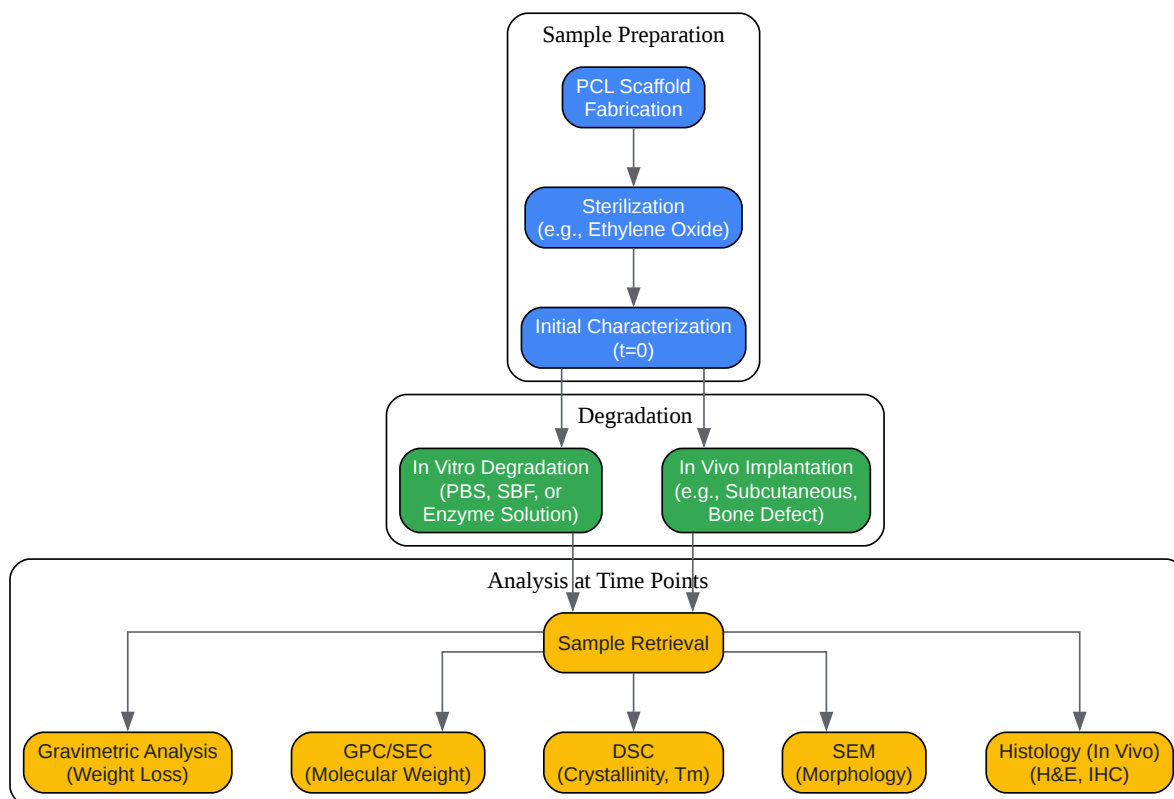 Sample Preparation
PCL Scaffold
Fabrication
Sterilization
(e.g., Ethylene Oxide)
Initial Characterization
(t=0)
Degradation
In Vitro Degradation
(PBS, SBF, or
Enzyme Solution)
In Vivo Implantation
(e.g., Subcutaneous,
Bone Defect)
Analysis at Time Points
Sample Retrieval
Gravimetric Analysis
(Weight Loss)
GPC/SEC
(Molecular Weight)
DSC
(Crystallinity, Tm)
SEM
(Morphology)
Histology (In Vivo)
(H&E, IHC)